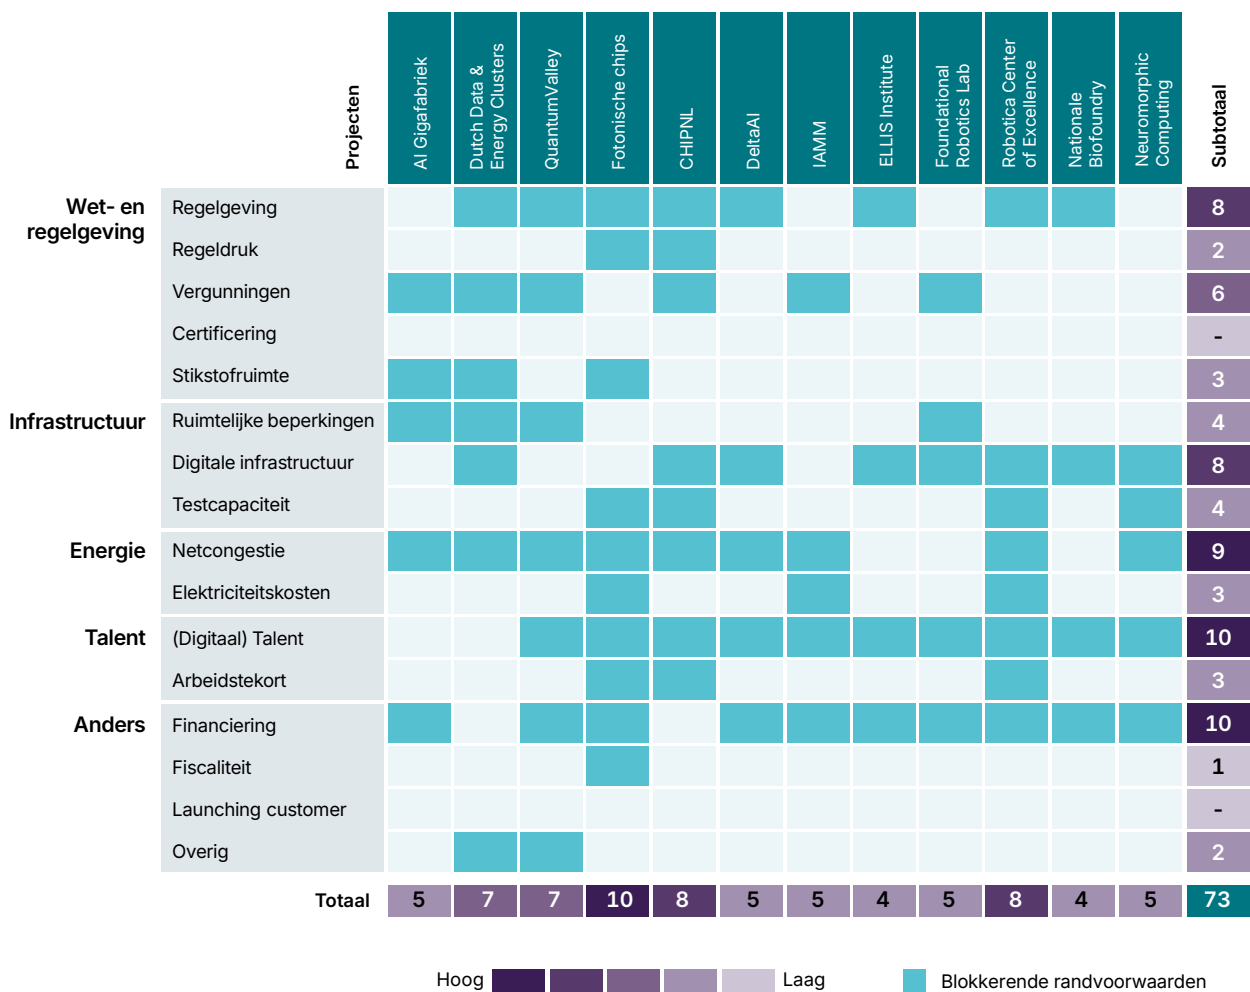 Projecten
AI Gigafabriek
Dutch Data &
Energy Clusters
QuantumValley
Fotonische chips
CHIPNL
DeltaAI
IAMM
ELLIS Institute
Foundational
Robotics Lab
Robotica Center
of Excellence
Nationale
Biofoundry
Neuromorphic
Computing
Subtotaal
Wet- en
regelgeving
Regelgeving 8
Regeldruk 2
Vergunningen 6
Certificering -
Stikstofruimte 3
Infrastructuur Ruimtelijke beperkingen 4
Digitale infrastructuur 8
Testcapaciteit 4
Energie Netcongestie 9
Elektriciteitskosten 3
Talent (Digitaal) Talent 10
Arbeidstekort 3
Anders Financiering 10
Fiscaliteit 1
Launching customer -
Overig 2
Totaal 5 7 7 10 8 5 5 4 5 8 4 5 73
Hoog Laag Blokkerende randvoorwaarden